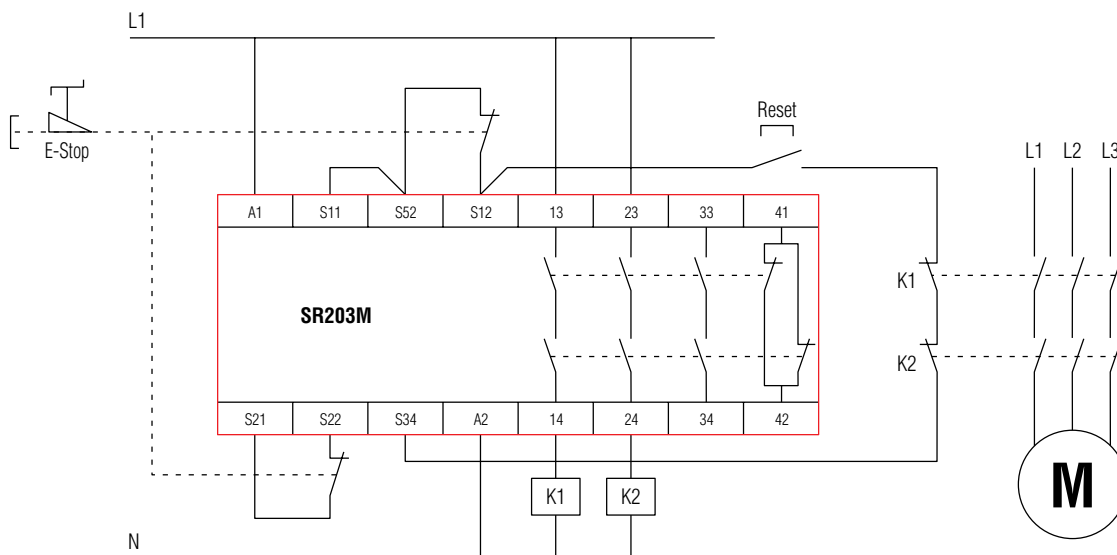 L1
E-Stop
Reset
L1 L2 L3
A1 S11 S52 S12 13 23 33 41
SR203M
K1
K2
S21 S22 S34 A2 14 24 34 42
K1 K2
M
N